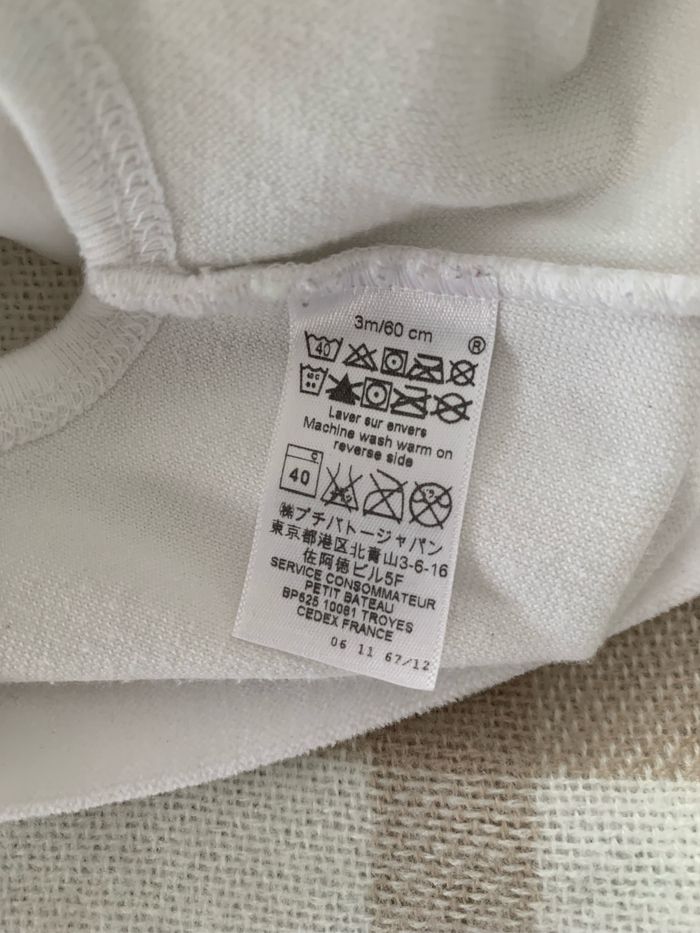 3m/60 cm
®
40
Laver sur envers
Machine wash warm on
reverse side
C
40
㈱プチバトージャパン
東京都港区北青山3-6-16
佐阿徳ビル5F
SERVICE CONSOMMATEUR
PETIT BATEAU
BP625 10081 TROYES
CEDEX FRANCE
06 11 67/12